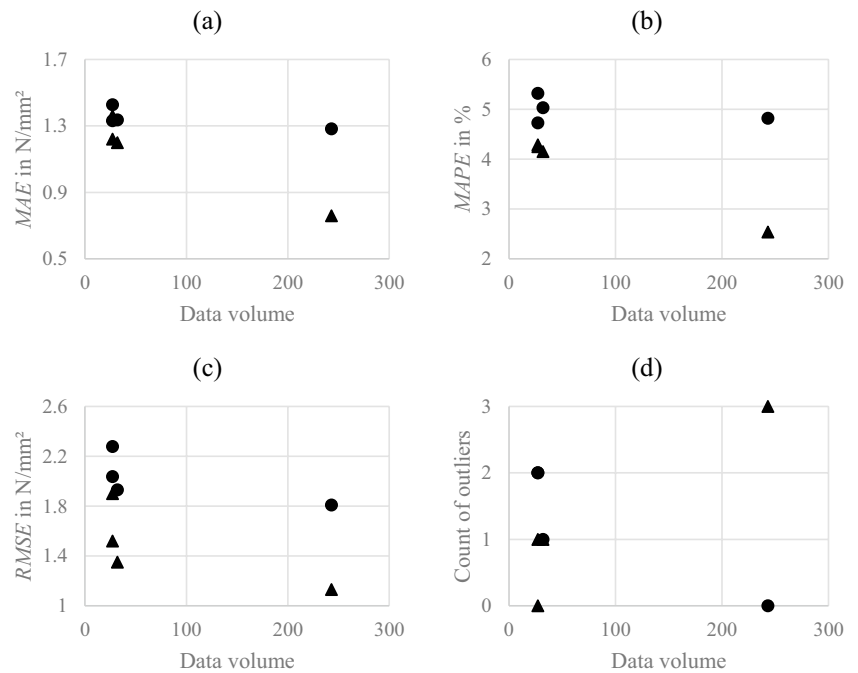 (a)
1.7
1.3
0.9
0.5
MAE in N/mm²
0
100
200
300
Data volume
(b)
6
5
4
3
2
MAPE in %
0
100
200
300
Data volume
(c)
2.6
2.2
1.8
1.4
1
RMSE in N/mm²
0
100
200
300
Data volume
(d)
3
2
1
0
Count of outliers
0
100
200
300
Data volume